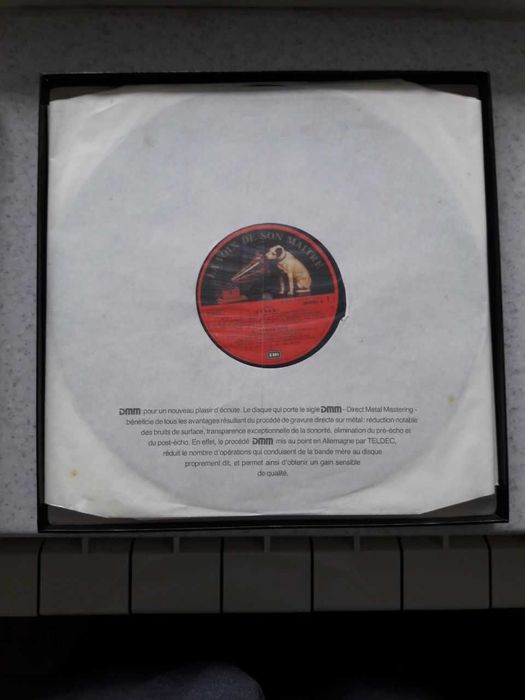 LA VOIX DE SON MAITRE
EMI
DMM pour un nouveau plaisir d'écoute. Le disque qui porte le sigle DMM - Direct Metal Mastering -
bénéficie de tous les avantages résultant du procédé de gravure directe sur métal: réduction notable
des bruits de surface, transparence exceptionnelle de la sonorité, élimination du pré-écho et
du post-écho. En effet, le procédé DMM mis au point en Allemagne par TELDEC,
réduit le nombre d'opérations qui conduisent de la bande mère au disque
proprement dit, et permet ainsi d'obtenir un gain sensible
de qualité.